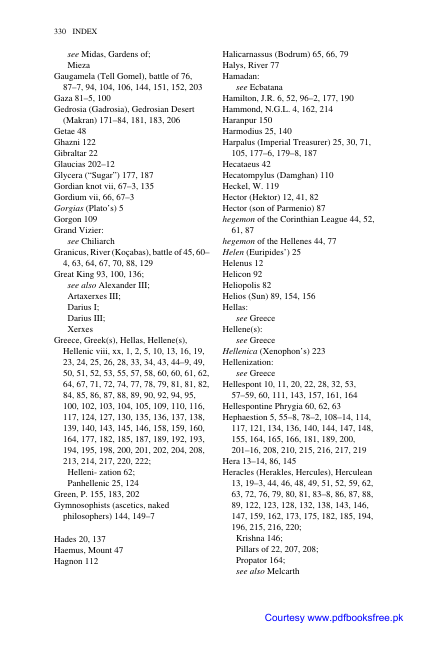 330 INDEX
see Midas, Gardens of;
Mieza
Gaugamela (Tell Gomel), battle of 76,
87–7, 94, 104, 106, 144, 151, 152, 203
Gaza 81–5, 100
Gedrosia (Gadrosia), Gedrosian Desert
(Makran) 171–84, 181, 183, 206
Getae 48
Ghazni 122
Gibraltar 22
Glaucias 202–12
Glycera (“Sugar”) 177, 187
Gordian knot vii, 67–3, 135
Gordium vii, 66, 67–3
Gorgias (Plato’s) 5
Gorgon 109
Grand Vizier:
see Chiliarch
Granicus, River (Koçabas), battle of 45, 60–
4, 63, 64, 67, 70, 88, 129
Great King 93, 100, 136;
see also Alexander III;
Artaxerxes III;
Darius I;
Darius III;
Xerxes
Greece, Greek(s), Hellas, Hellene(s),
Hellenic viii, xx, 1, 2, 5, 10, 13, 16, 19,
23, 24, 25, 26, 28, 33, 34, 43, 44–9, 49,
50, 51, 52, 53, 55, 57, 58, 60, 60, 61, 62,
64, 67, 71, 72, 74, 77, 78, 79, 81, 81, 82,
84, 85, 86, 87, 88, 89, 90, 92, 94, 95,
100, 102, 103, 104, 105, 109, 110, 116,
117, 124, 127, 130, 135, 136, 137, 138,
139, 140, 143, 145, 146, 158, 159, 160,
164, 177, 182, 185, 187, 189, 192, 193,
194, 195, 198, 200, 201, 202, 204, 208,
213, 214, 217, 220, 222;
Helleni- zation 62;
Panhellenic 25, 124
Green, P. 155, 183, 202
Gymnosophists (ascetics, naked
philosophers) 144, 149–7
Hades 20, 137
Haemus, Mount 47
Hagnon 112
Halicarnassus (Bodrum) 65, 66, 79
Halys, River 77
Hamadan:
see Ecbatana
Hamilton, J.R. 6, 52, 96–2, 177, 190
Hammond, N.G.L. 4, 162, 214
Haranpur 150
Harmodius 25, 140
Harpalus (Imperial Treasurer) 25, 30, 71,
105, 177–6, 179–8, 187
Hecataeus 42
Hecatompylus (Damghan) 110
Heckel, W. 119
Hector (Hektor) 12, 41, 82
Hector (son of Parmenio) 87
hegemon of the Corinthian League 44, 52,
61, 87
hegemon of the Hellenes 44, 77
Helen (Euripides’) 25
Helenus 12
Helicon 92
Heliopolis 82
Helios (Sun) 89, 154, 156
Hellas:
see Greece
Hellene(s):
see Greece
Hellenica (Xenophon’s) 223
Hellenization:
see Greece
Hellespont 10, 11, 20, 22, 28, 32, 53,
57–59, 60, 111, 143, 157, 161, 164
Hellespontine Phrygia 60, 62, 63
Hephaestion 5, 55–8, 78–2, 108–14, 114,
117, 121, 134, 136, 140, 144, 147, 148,
155, 164, 165, 166, 181, 189, 200,
201–16, 208, 210, 215, 216, 217, 219
Hera 13–14, 86, 145
Heracles (Herakles, Hercules), Herculean
13, 19–3, 44, 46, 48, 49, 51, 52, 59, 62,
63, 72, 76, 79, 80, 81, 83–8, 86, 87, 88,
89, 122, 123, 128, 132, 138, 143, 146,
147, 159, 162, 173, 175, 182, 185, 194,
196, 215, 216, 220;
Krishna 146;
Pillars of 22, 207, 208;
Propator 164;
see also Melcarth
Courtesy www.pdfbooksfree.pk